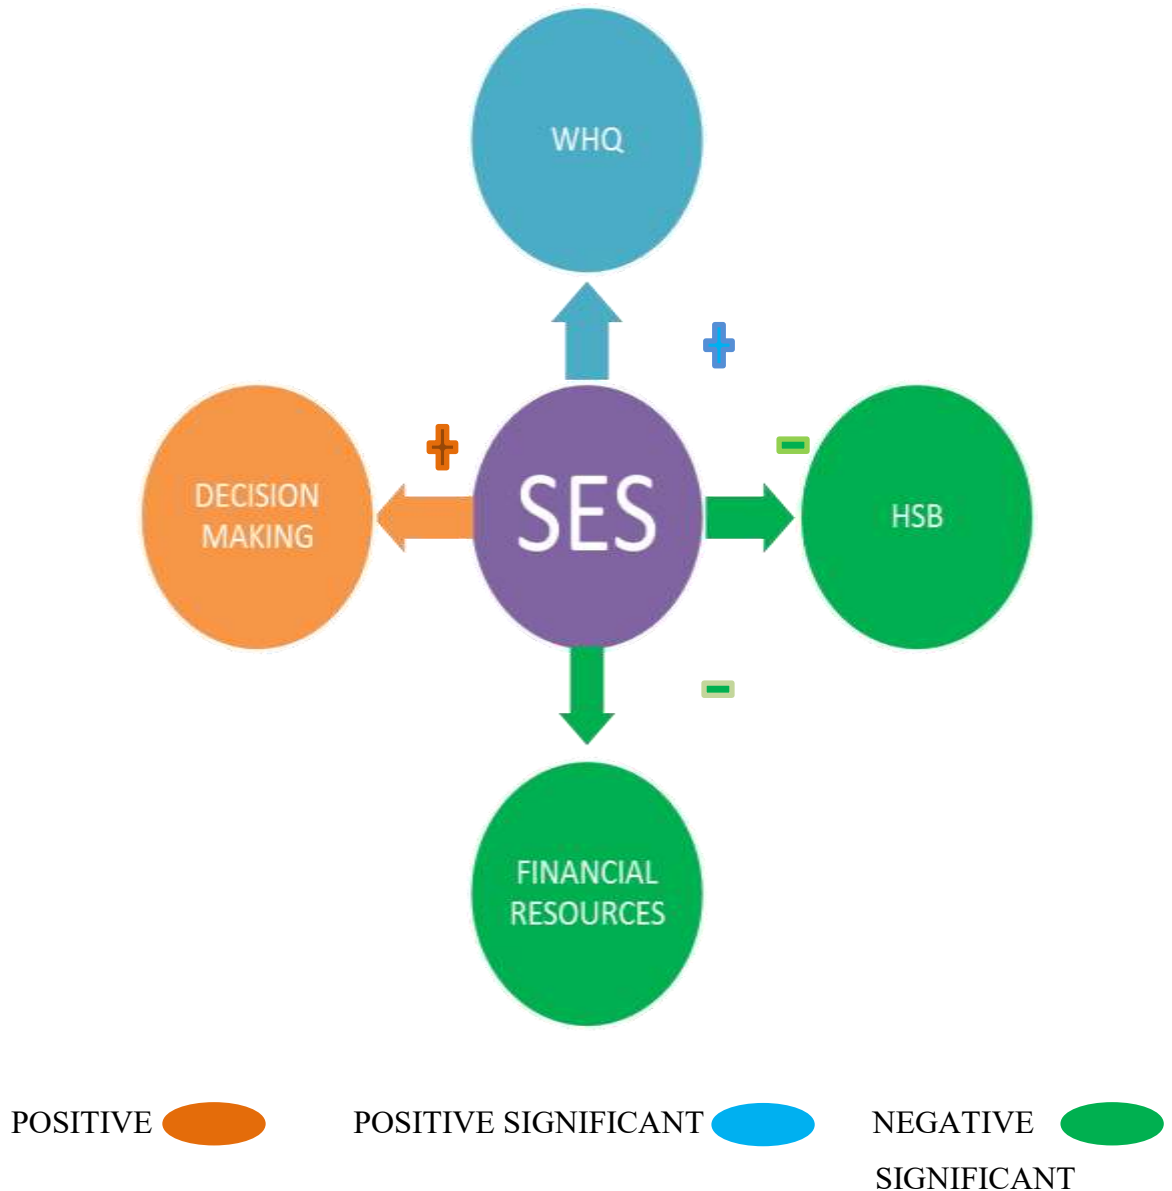 WHQ
DECISION
MAKING
SES
HSB
FINANCIAL
RESOURCES
POSITIVE
POSITIVE SIGNIFICANT
NEGATIVE
SIGNIFICANT